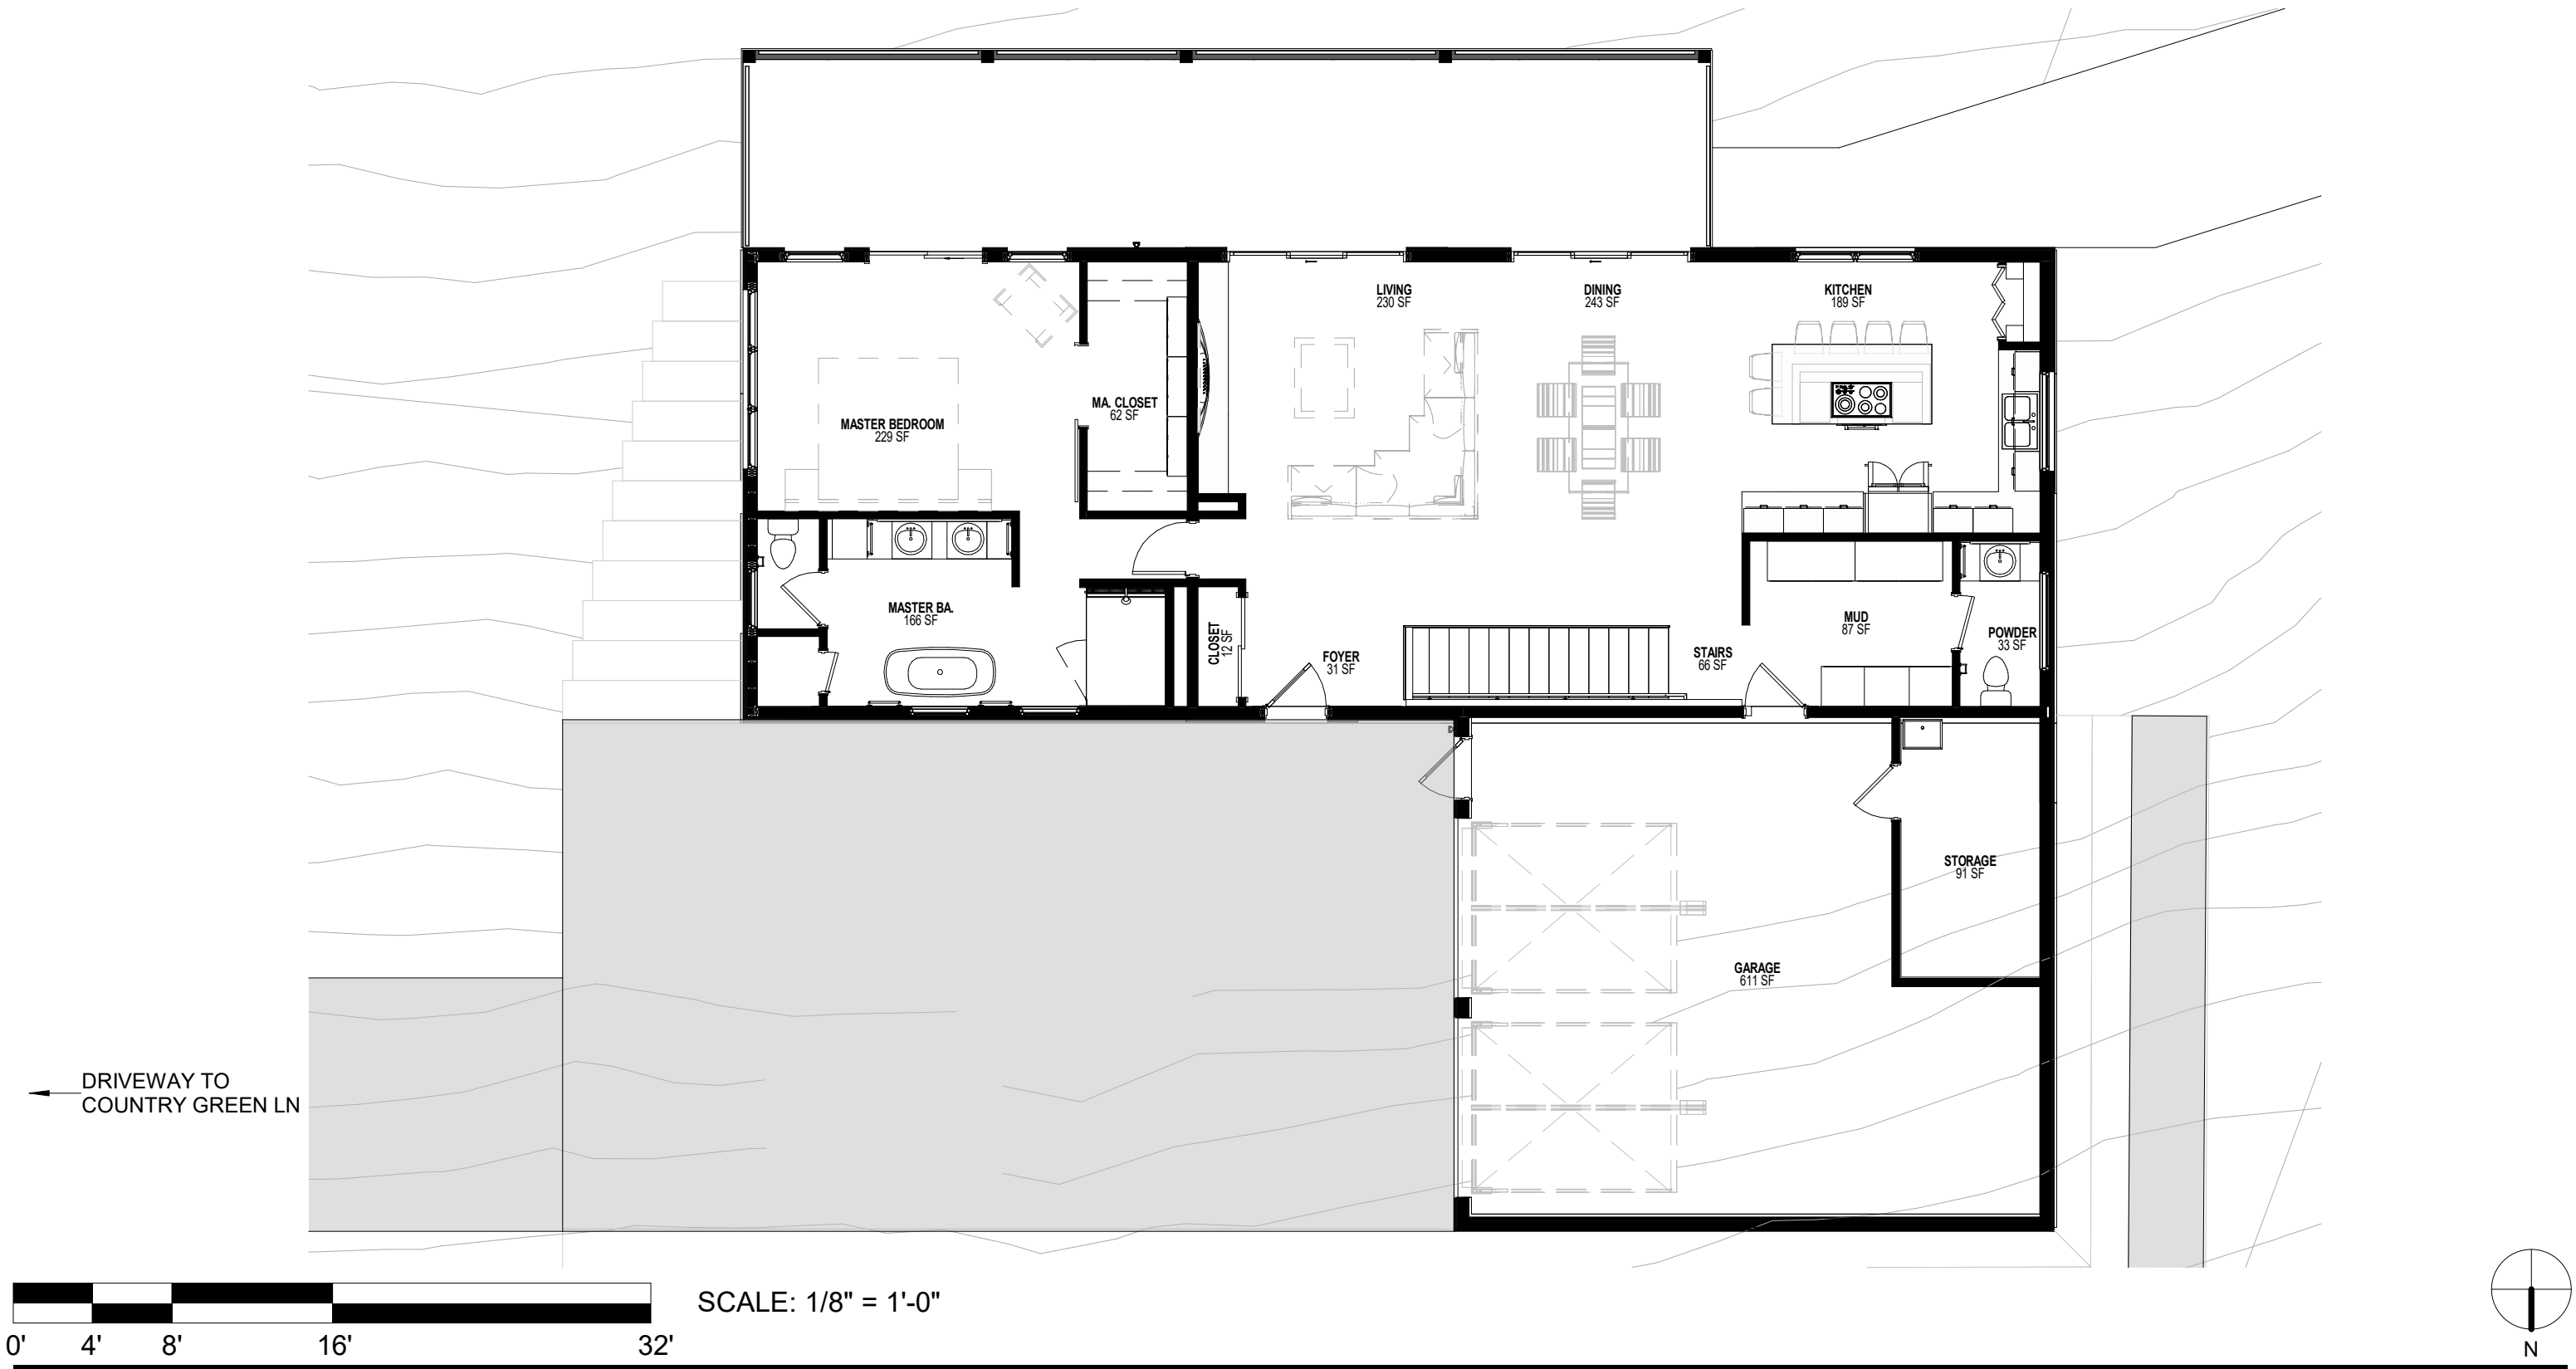 LIVING
230 SF
DINING
243 SF
KITCHEN
189 SF
MA. CLOSET
62 SF
MASTER BEDROOM
229 SF
MASTER BA.
166 SF
CLOSET
12 SF
FOYER
31 SF
STAIRS
66 SF
MUD
87 SF
POWDER
33 SF
STORAGE
91 SF
GARAGE
611 SF
DRIVEWAY TO
COUNTRY GREEN LN
SCALE: 1/8" = 1'-0"
0' 4' 8' 16' 32'
N